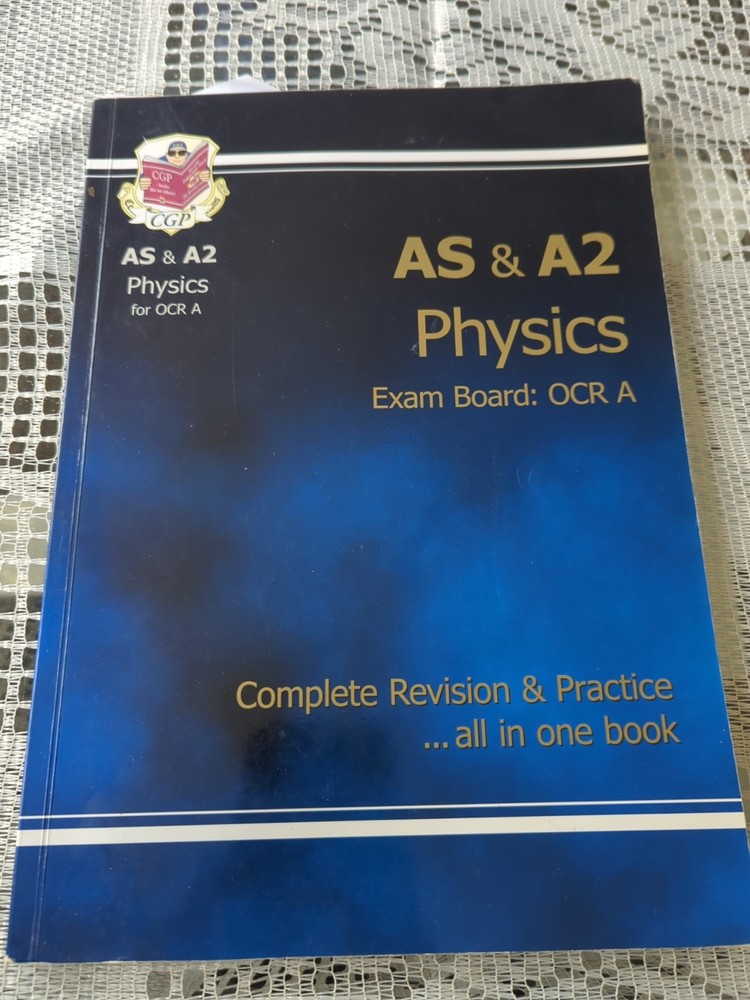 CGP
CGP
AS & A2
Physics
for OCR A
AS & A2
Physics
Exam Board: OCR A
Complete Revision & Practice
...all in one book